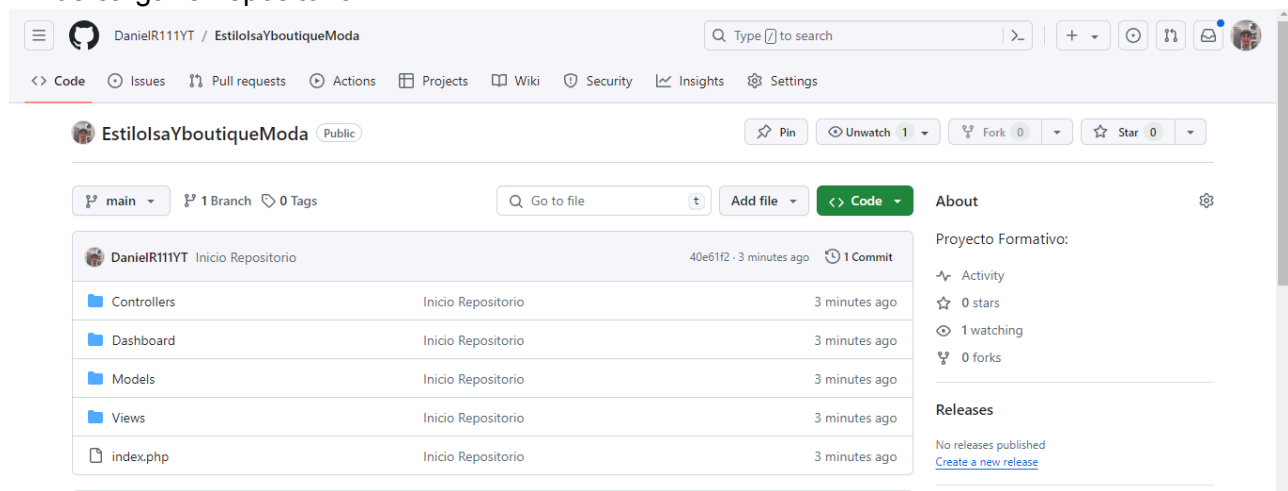 DanielR111YT / EstiloIsaYboutiqueModa
Type / to search
Code Issues Pull requests Actions Projects Wiki Security Insights Settings
EstiloIsaYboutiqueModa Public
Pin Unwatch 1 Fork 0 Star 0
main 1 Branch 0 Tags
Go to file t Add file Code
About
Proyecto Formativo:
DanielR111YT Inicio Repositorio 40e61f2 · 3 minutes ago 1 Commit
Activity
Controllers Inicio Repositorio 3 minutes ago
0 stars
Dashboard Inicio Repositorio 3 minutes ago
1 watching
0 forks
Models Inicio Repositorio 3 minutes ago
Views Inicio Repositorio 3 minutes ago
Releases
index.php Inicio Repositorio 3 minutes ago
No releases published
Create a new release